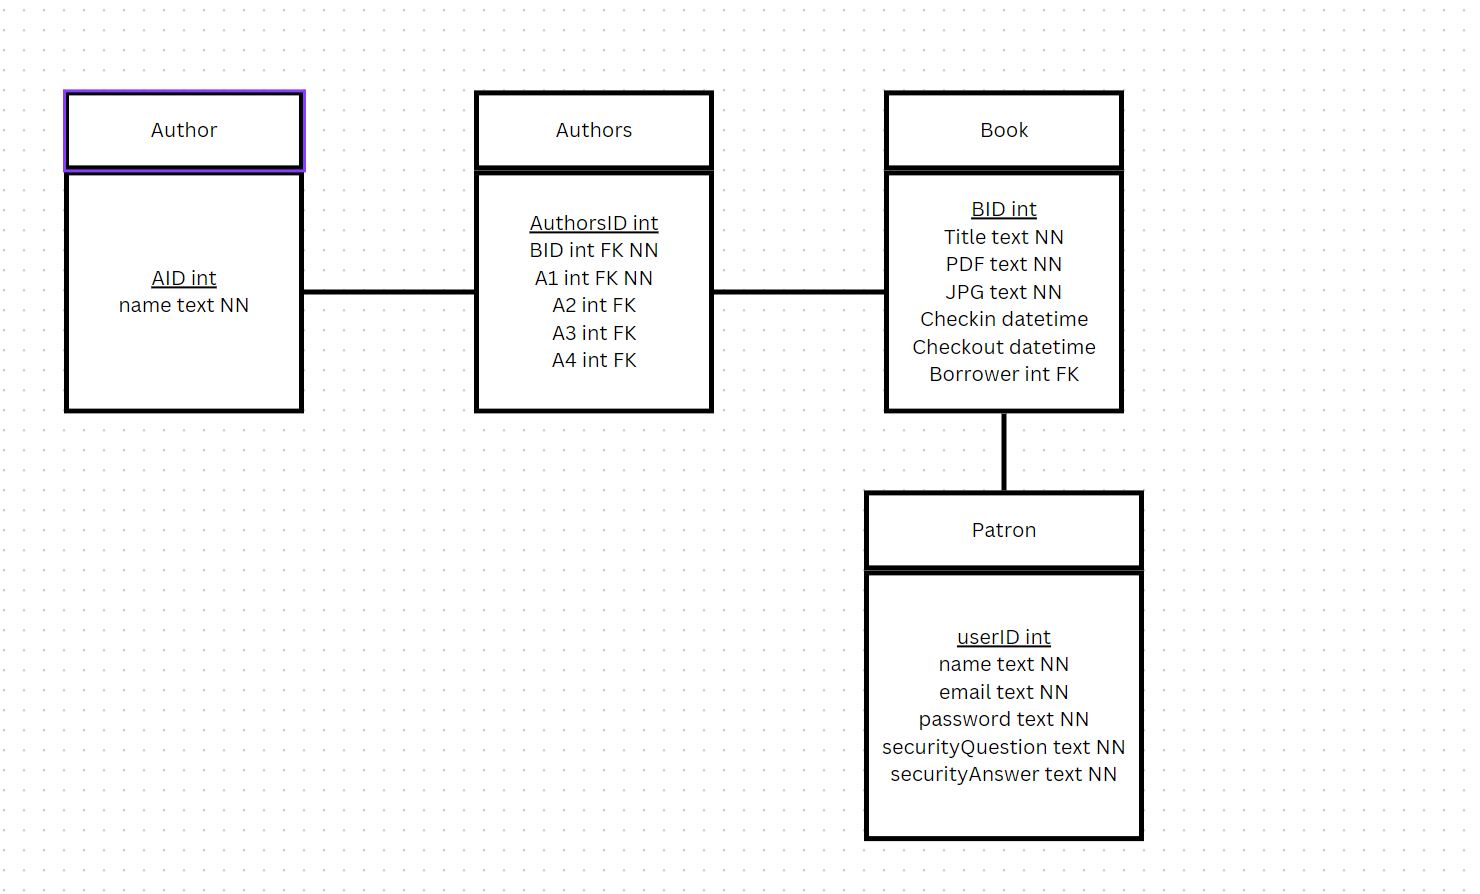 Author
AID int
name text NN
Authors
AuthorsID int
BID int FK NN
A1 int FK NN
A2 int FK
A3 int FK
A4 int FK
Book
BID int
Title text NN
PDF text NN
JPG text NN
Checkin datetime
Checkout datetime
Borrower int FK
Patron
userID int
name text NN
email text NN
password text NN
securityQuestion text NN
securityAnswer text NN